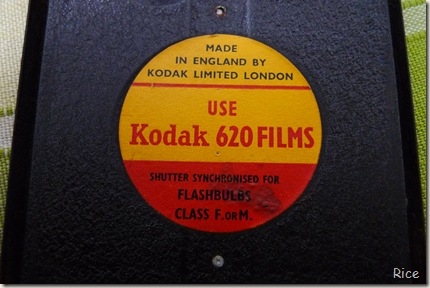 MADE
IN ENGLAND BY
KODAK LIMITED LONDON
USE
Kodak 620 FILMS
SHUTTER SYNCHRONISED FOR
FLASHBULBS
CLASS F. OR M.
Rice